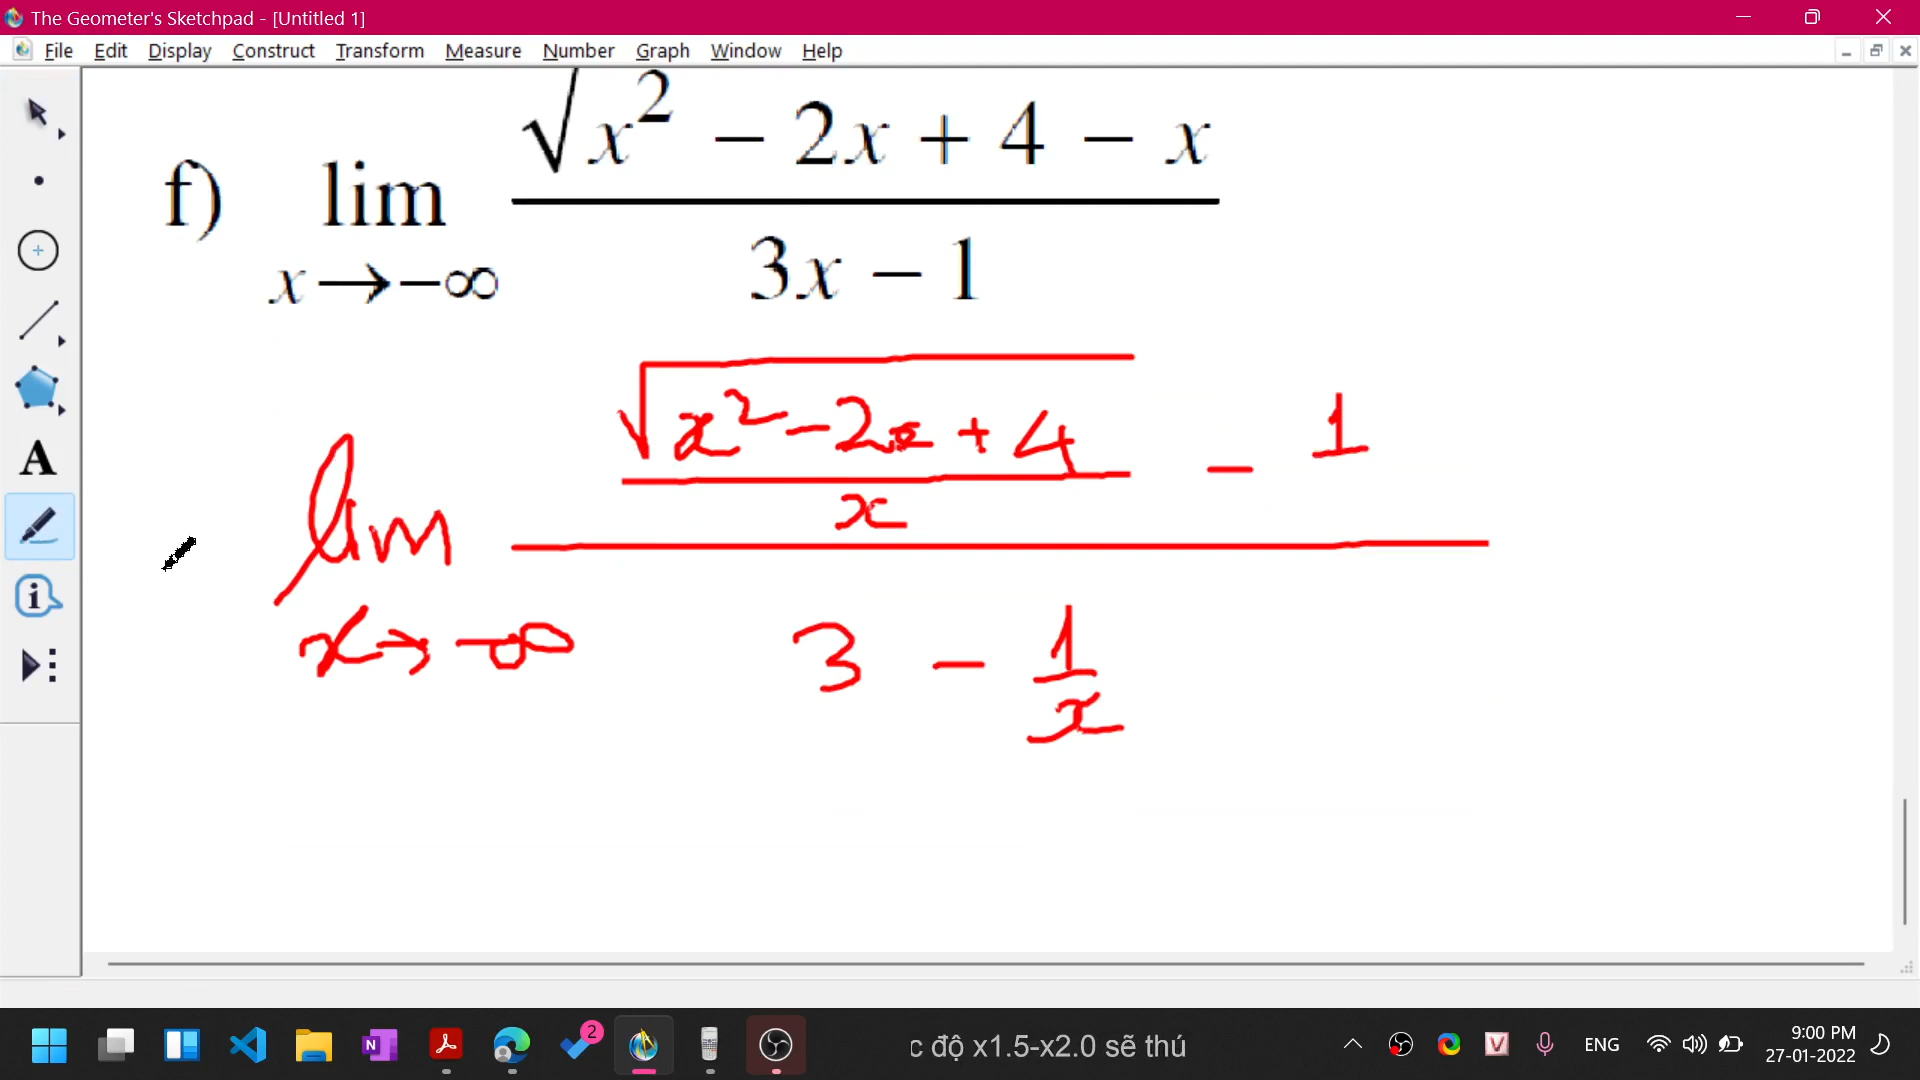 The Geometer's Sketchpad - [Untitled 1]
File Edit Display Construct Transform Measure Number Graph Window Help
f) lim x→−∞ (√x² − 2x + 4 − x) / (3x − 1)
lim x→−∞ (√(x² − 2x + 4) / x − 1) / (3 − 1/x)
A
2
c độ x1.5-x2.0 sẽ thú
ENG
9:00 PM
27-01-2022